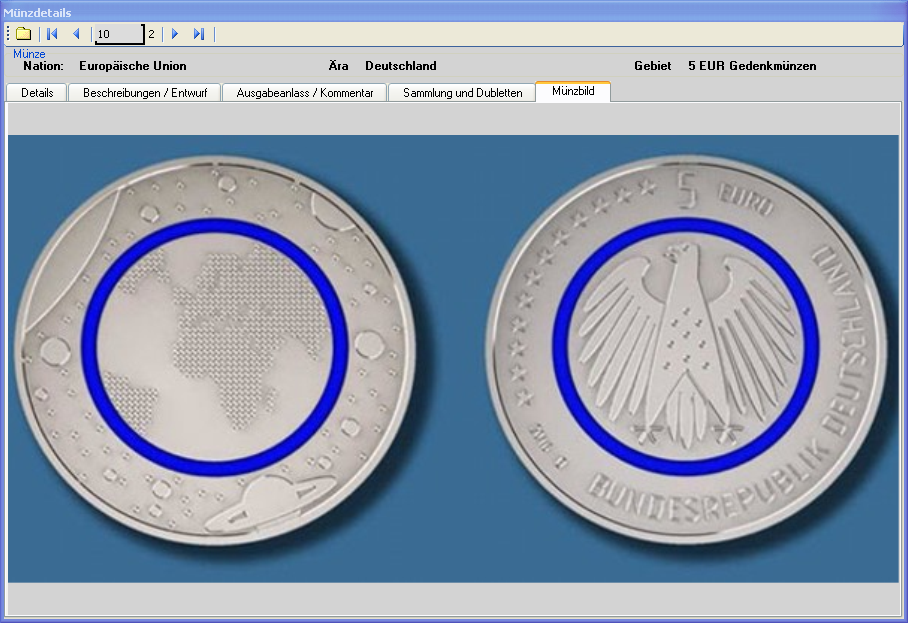 Münzdetails
10 2
Münze
Nation: Europäische Union Ära Deutschland Gebiet 5 EUR Gedenkmünzen
Details Beschreibungen / Entwurf Ausgabeanlass / Kommentar Sammlung und Dubletten Münzbild
5 EURO
BUNDESREPUBLIK DEUTSCHLAND